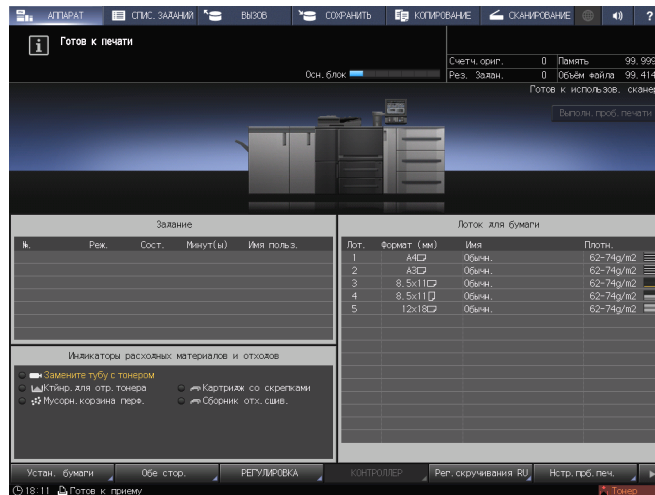 АППАРАТ СПИС. ЗАДАНИЙ ВЫЗОВ СОХРАНИТЬ КОПИРОВАНИЕ СКАНИРОВАНИЕ ?
Готов к печати
Осн.блок
Счетч.ориг. 0 Память 99.999
Рез. Задан. 0 Объём файла 99.414
Готов к использов. сканер
Выполн.проб.печати
Задание
№. Реж. Сост. Минут(ы) Имя польз.
Лоток для бумаги
Лот. Формат (мм) Имя Плотн.
1 A4 Обычн. 62-74g/m2
2 A3 Обычн. 62-74g/m2
3 8.5x11 Обычн. 62-74g/m2
4 8.5x11 Обычн. 62-74g/m2
5 12x18 Обычн. 62-74g/m2
Индикаторы расходных материалов и отходов
Замените тубу с тонером
Ктйнр.для отр.тонера Картридж со скрепками
Мусорн.корзина перф. Сборник отх.сшив.
Устан. бумаги Обе стор. РЕГУЛИРОВКА КОНТРОЛЛЕР Рег.скручивания RU Нстр.прб.печ.
18:11 Готов к приему Тонер